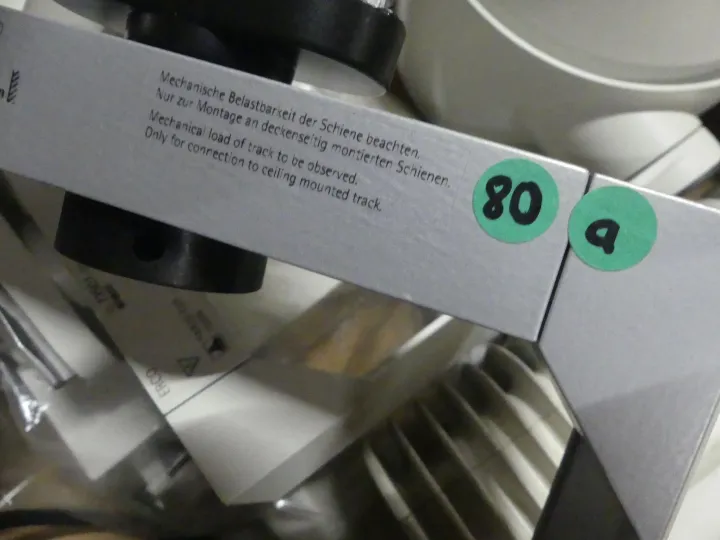 Mechanische Belastbarkeit der Schiene beachten.
Nur zur Montage an deckenseitig montierten Schienen.
Mechanical load of track to be observed.
Only for connection to ceiling mounted track.
80
a
ERCO